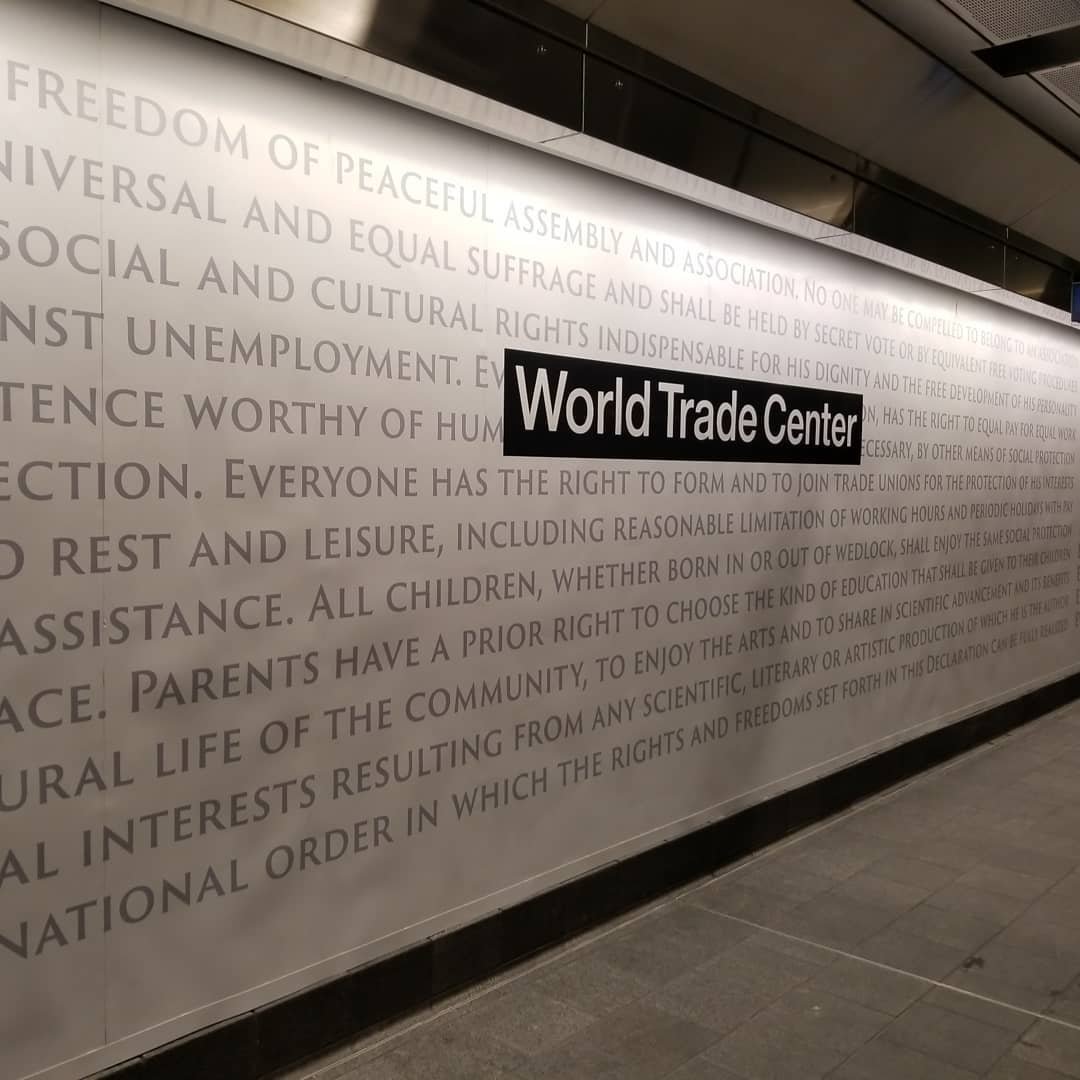 FREEDOM OF PEACEFUL ASSEMBLY AND ASSOCIATION. NO ONE MAY BE COMPELLED TO BELONG TO AN ASSOCIATION
NIVERSAL AND EQUAL SUFFRAGE AND SHALL BE HELD BY SECRET VOTE OR BY EQUIVALENT FREE VOTING PROCEDURES
SOCIAL AND CULTURAL RIGHTS INDISPENSABLE FOR HIS DIGNITY AND THE FREE DEVELOPMENT OF HIS PERSONALITY
NST UNEMPLOYMENT. EV ON, HAS THE RIGHT TO EQUAL PAY FOR EQUAL WORK
World Trade Center
TENCE WORTHY OF HUM ECESSARY, BY OTHER MEANS OF SOCIAL PROTECTION
ECTION. EVERYONE HAS THE RIGHT TO FORM AND TO JOIN TRADE UNIONS FOR THE PROTECTION OF HIS INTERESTS
O REST AND LEISURE, INCLUDING REASONABLE LIMITATION OF WORKING HOURS AND PERIODIC HOLIDAYS WITH PAY
ASSISTANCE. ALL CHILDREN, WHETHER BORN IN OR OUT OF WEDLOCK, SHALL ENJOY THE SAME SOCIAL PROTECTION
ACE. PARENTS HAVE A PRIOR RIGHT TO CHOOSE THE KIND OF EDUCATION THAT SHALL BE GIVEN TO THEIR CHILDREN
URAL LIFE OF THE COMMUNITY, TO ENJOY THE ARTS AND TO SHARE IN SCIENTIFIC ADVANCEMENT AND ITS BENEFITS
AL INTERESTS RESULTING FROM ANY SCIENTIFIC, LITERARY OR ARTISTIC PRODUCTION OF WHICH HE IS THE AUTHOR
NATIONAL ORDER IN WHICH THE RIGHTS AND FREEDOMS SET FORTH IN THIS DECLARATION CAN BE FULLY REALIZED